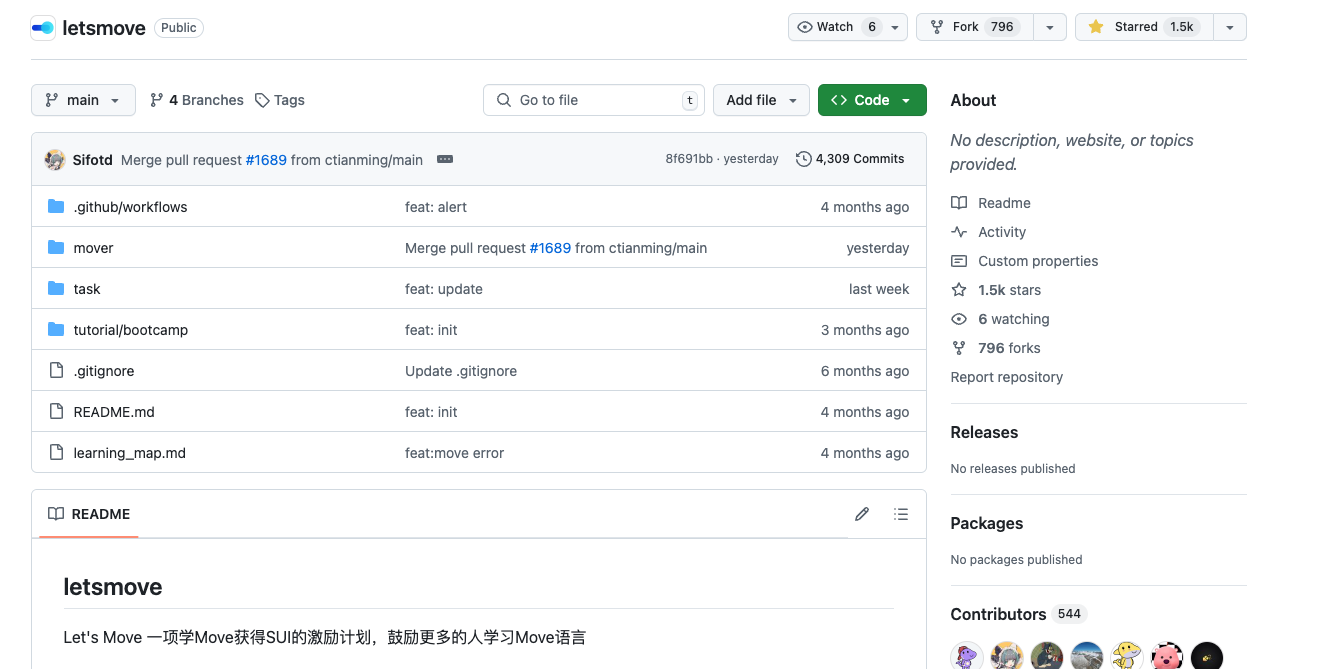 letsmove Public Watch 6 Fork 796 Starred 1.5k
main 4 Branches Tags Go to file t Add file Code
Sifotd Merge pull request #1689 from ctianming/main 8f691bb · yesterday 4,309 Commits
.github/workflows feat: alert 4 months ago
mover Merge pull request #1689 from ctianming/main yesterday
task feat: update last week
tutorial/bootcamp feat: init 3 months ago
.gitignore Update .gitignore 6 months ago
README.md feat: init 4 months ago
learning_map.md feat:move error 4 months ago
README
letsmove
Let's Move 一项学Move获得SUI的激励计划，鼓励更多的人学习Move语言
About
No description, website, or topics
provided.
Readme
Activity
Custom properties
1.5k stars
6 watching
796 forks
Report repository
Releases
No releases published
Packages
No packages published
Contributors 544